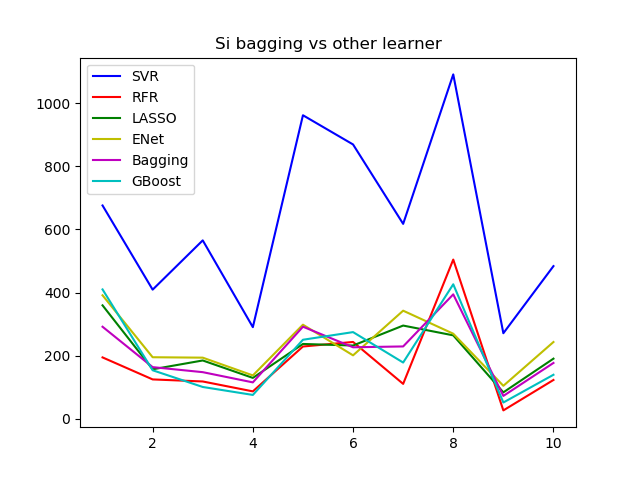 Si bagging vs other learner
SVR
RFR
LASSO
ENet
Bagging
GBoost
1000
800
600
400
200
0
2 4 6 8 10